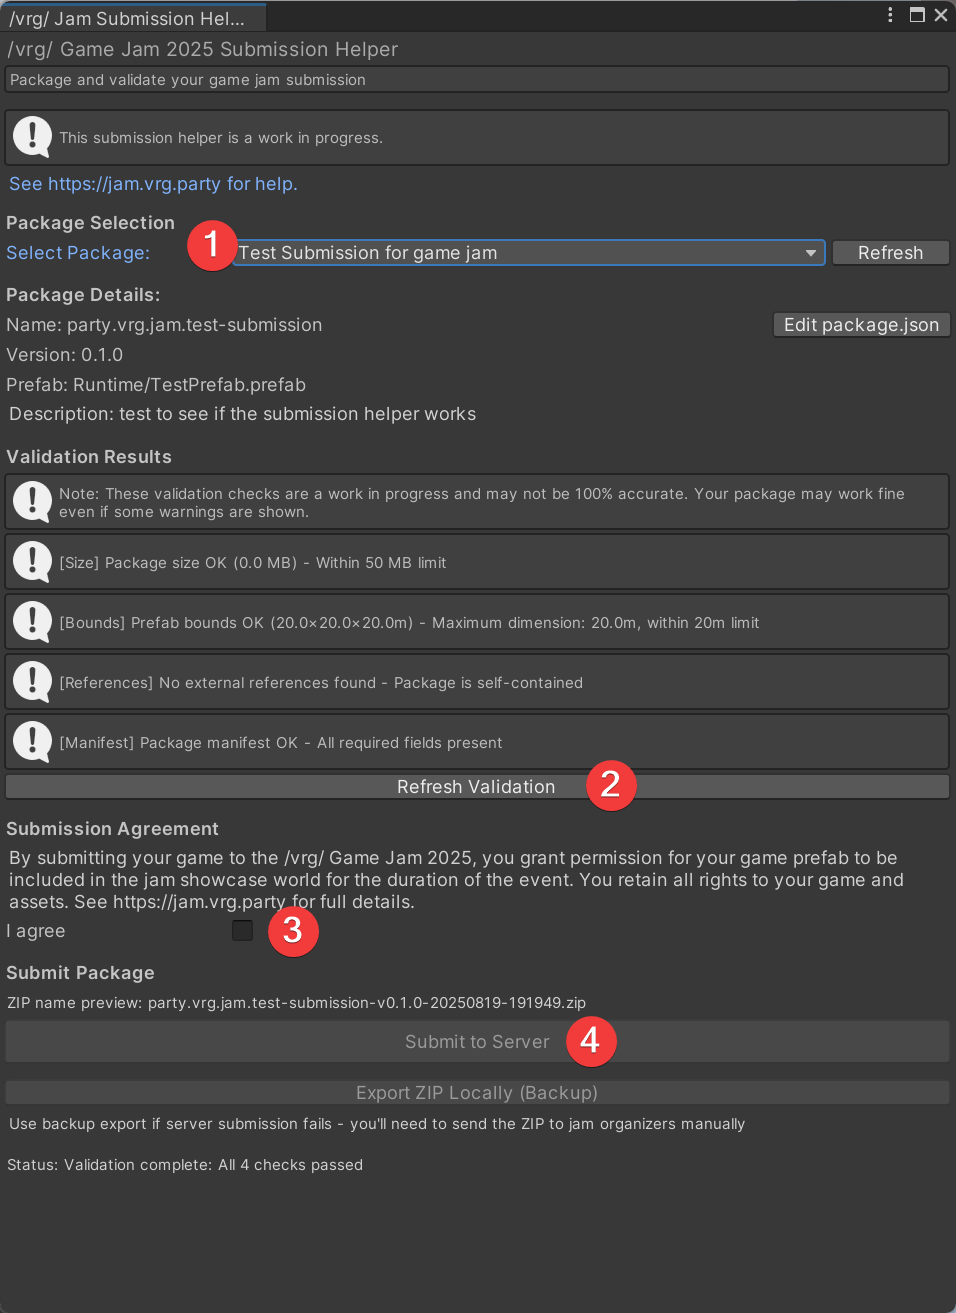 /vrg/ Jam Submission Hel...
/vrg/ Game Jam 2025 Submission Helper
Package and validate your game jam submission
This submission helper is a work in progress.
See https://jam.vrg.party for help.
Package Selection
Select Package: 1 Test Submission for game jam Refresh
Package Details:
Name: party.vrg.jam.test-submission Edit package.json
Version: 0.1.0
Prefab: Runtime/TestPrefab.prefab
Description: test to see if the submission helper works
Validation Results
Note: These validation checks are a work in progress and may not be 100% accurate. Your package may work fine
even if some warnings are shown.
[Size] Package size OK (0.0 MB) - Within 50 MB limit
[Bounds] Prefab bounds OK (20.0×20.0×20.0m) - Maximum dimension: 20.0m, within 20m limit
[References] No external references found - Package is self-contained
[Manifest] Package manifest OK - All required fields present
Refresh Validation 2
Submission Agreement
By submitting your game to the /vrg/ Game Jam 2025, you grant permission for your game prefab to be
included in the jam showcase world for the duration of the event. You retain all rights to your game and
assets. See https://jam.vrg.party for full details.
I agree 3
Submit Package
ZIP name preview: party.vrg.jam.test-submission-v0.1.0-20250819-191949.zip
Submit to Server 4
Export ZIP Locally (Backup)
Use backup export if server submission fails - you'll need to send the ZIP to jam organizers manually
Status: Validation complete: All 4 checks passed